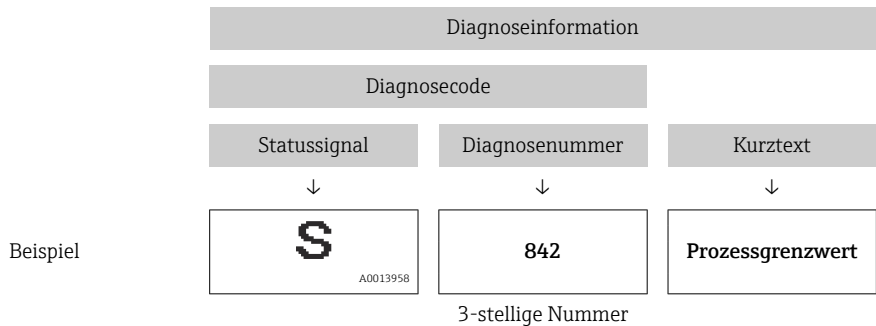 Diagnoseinformation
Diagnosecode
Statussignal Diagnosenummer Kurztext
↓ ↓ ↓
Beispiel S 842 Prozessgrenzwert
A0013958
3-stellige Nummer